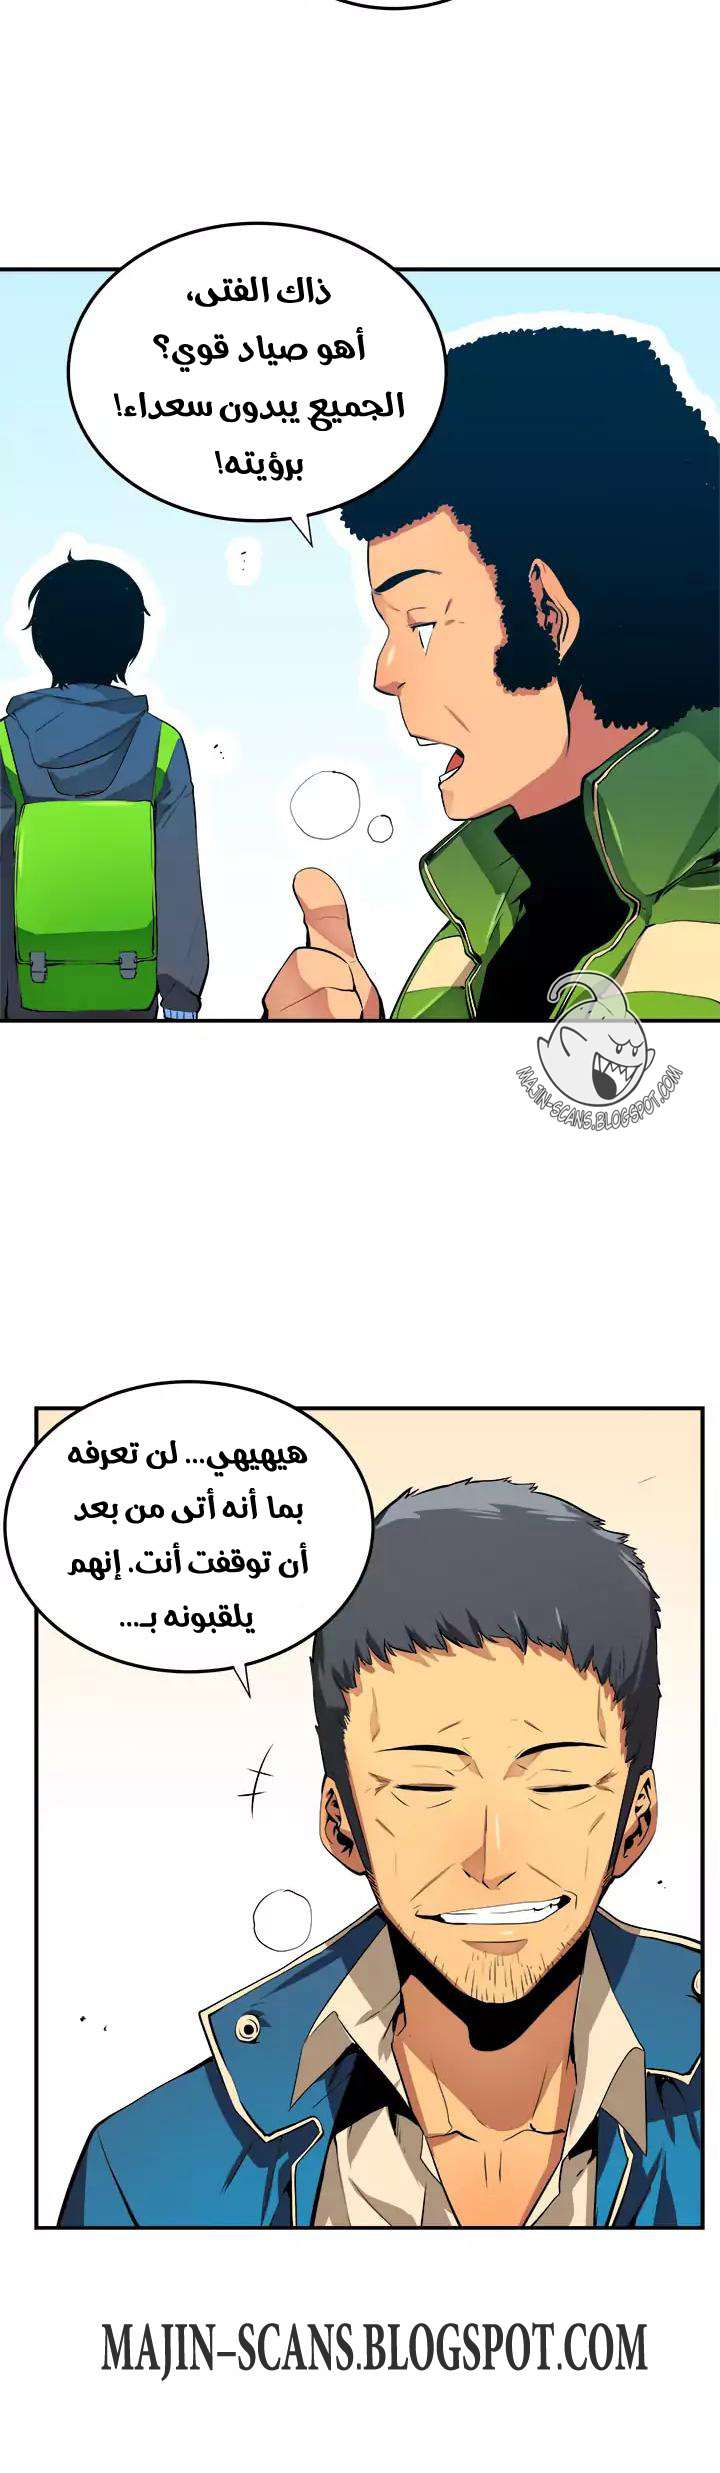 ذاك الفتى،
أهو صياد قوي؟
الجميع يبدون سعداء!
برؤيته!
MAJIN-SCANS.BLOGSPOT.COM
هيهيهي... لن تعرفه
بما أنه أتى من بعد
أن توقفت أنت. إنهم
يلقبونه بـ...
MAJIN-SCANS.BLOGSPOT.COM